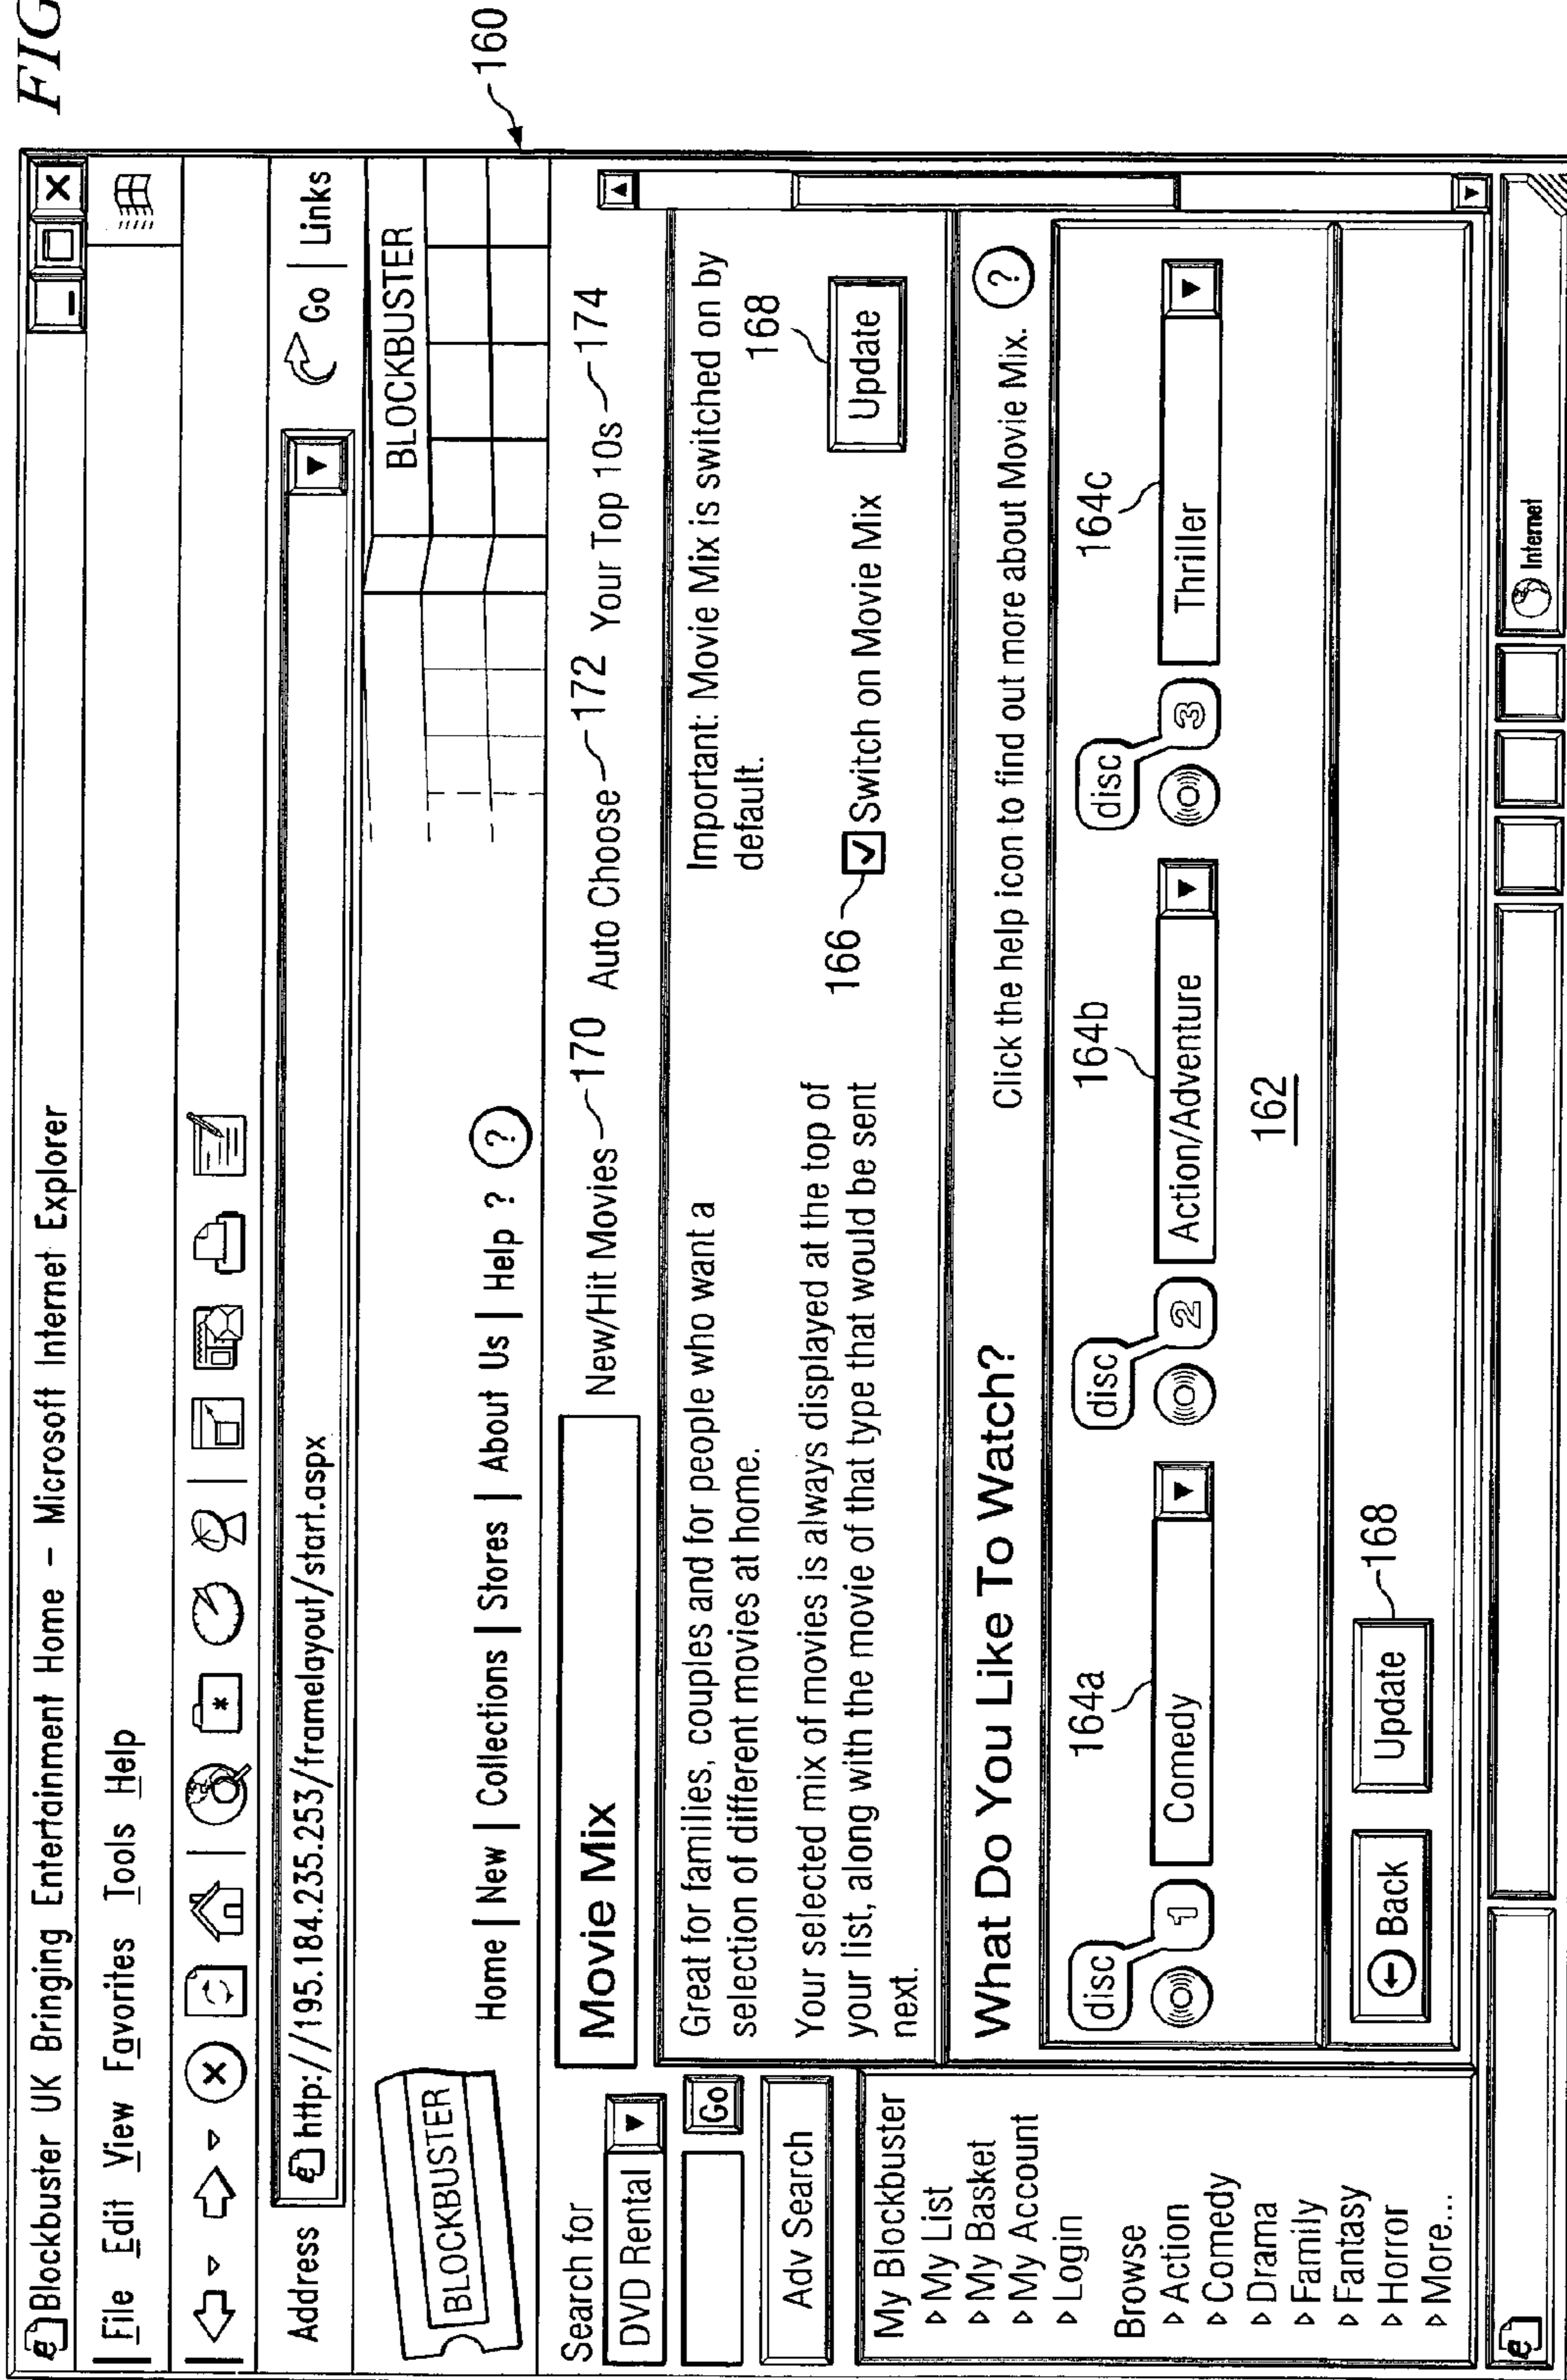 FIG
Blockbuster UK Bringing Entertainment Home – Microsoft Internet Explorer
File Edit View Favorites Tools Help
Address http://195.184.235.253/framelayout/start.aspx Go | Links
BLOCKBUSTER
BLOCKBUSTER
Home | New | Collections | Stores | About Us | Help ? ?
160
Search for
DVD Rental
Go
Adv Search
My Blockbuster
My List
My Basket
My Account
Login
Browse
Action
Comedy
Drama
Family
Fantasy
Horror
More...
Movie Mix
New/Hit Movies 170 Auto Choose 172 Your Top 10s 174
Great for families, couples and for people who want a
selection of different movies at home.
Your selected mix of movies is always displayed at the top of
your list, along with the movie of that type that would be sent
next.
Important: Movie Mix is switched on by
default.
168
166 Switch on Movie Mix
Update
What Do You Like To Watch?
Click the help icon to find out more about Movie Mix. ?
disc 1
164a
Comedy
disc 2
164b
Action/Adventure
disc 3
164c
Thriller
162
Back
Update 168
Internet